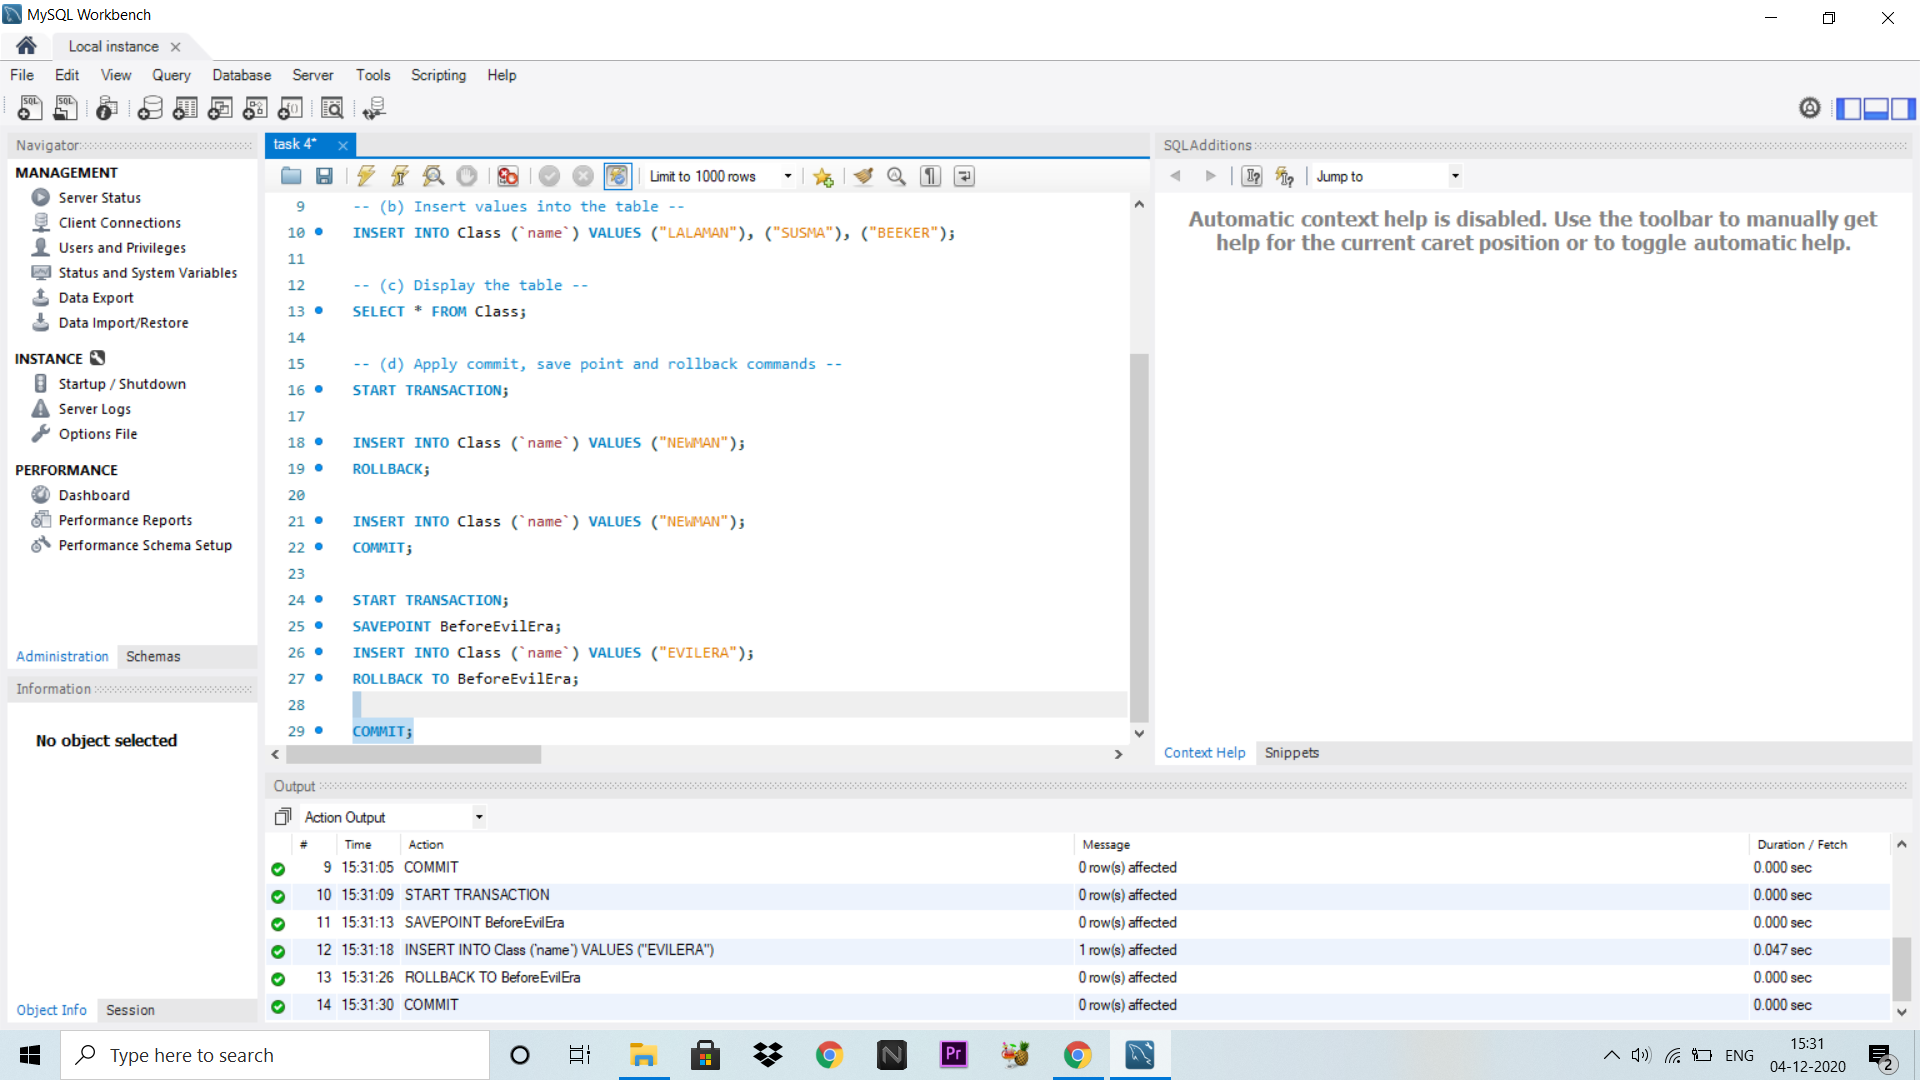 MySQL Workbench
Local instance
File Edit View Query Database Server Tools Scripting Help
Navigator
MANAGEMENT
Server Status
Client Connections
Users and Privileges
Status and System Variables
Data Export
Data Import/Restore
INSTANCE
Startup / Shutdown
Server Logs
Options File
PERFORMANCE
Dashboard
Performance Reports
Performance Schema Setup
Administration Schemas
Information
No object selected
Object Info Session
task 4*
Limit to 1000 rows
9 -- (b) Insert values into the table --
10 INSERT INTO Class (`name`) VALUES ("LALAMAN"), ("SUSMA"), ("BEEKER");
11
12 -- (c) Display the table --
13 SELECT * FROM Class;
14
15 -- (d) Apply commit, save point and rollback commands --
16 START TRANSACTION;
17
18 INSERT INTO Class (`name`) VALUES ("NEWMAN");
19 ROLLBACK;
20
21 INSERT INTO Class (`name`) VALUES ("NEWMAN");
22 COMMIT;
23
24 START TRANSACTION;
25 SAVEPOINT BeforeEvilEra;
26 INSERT INTO Class (`name`) VALUES ("EVILERA");
27 ROLLBACK TO BeforeEvilEra;
28
29 COMMIT;
SQLAdditions
Jump to
Automatic context help is disabled. Use the toolbar to manually get
help for the current caret position or to toggle automatic help.
Context Help Snippets
Output
Action Output
# Time Action Message Duration / Fetch
9 15:31:05 COMMIT 0 row(s) affected 0.000 sec
10 15:31:09 START TRANSACTION 0 row(s) affected 0.000 sec
11 15:31:13 SAVEPOINT BeforeEvilEra 0 row(s) affected 0.000 sec
12 15:31:18 INSERT INTO Class (`name`) VALUES ("EVILERA") 1 row(s) affected 0.047 sec
13 15:31:26 ROLLBACK TO BeforeEvilEra 0 row(s) affected 0.000 sec
14 15:31:30 COMMIT 0 row(s) affected 0.000 sec
Type here to search
Pr
ENG
15:31
04-12-2020
2